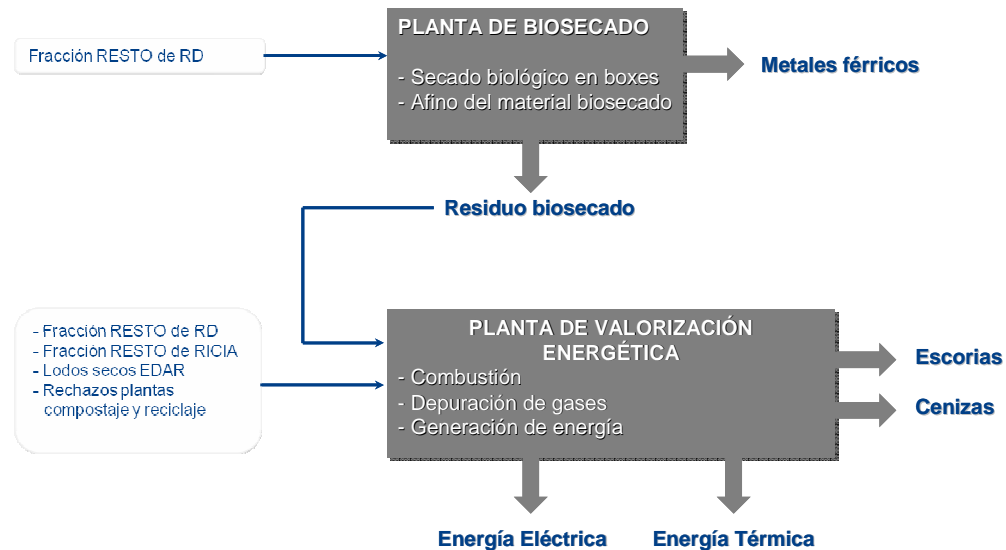 PLANTA DE BIOSECADO
Fracción RESTO de RD
- Secado biológico en boxes
- Afino del material biosecado
Metales férricos
Residuo biosecado
- Fracción RESTO de RD
- Fracción RESTO de RICIA
- Lodos secos EDAR
- Rechazos plantas
compostaje y reciclaje
PLANTA DE VALORIZACIÓN
ENERGÉTICA
- Combustión
- Depuración de gases
- Generación de energía
Escorias
Cenizas
Energía Eléctrica
Energía Térmica